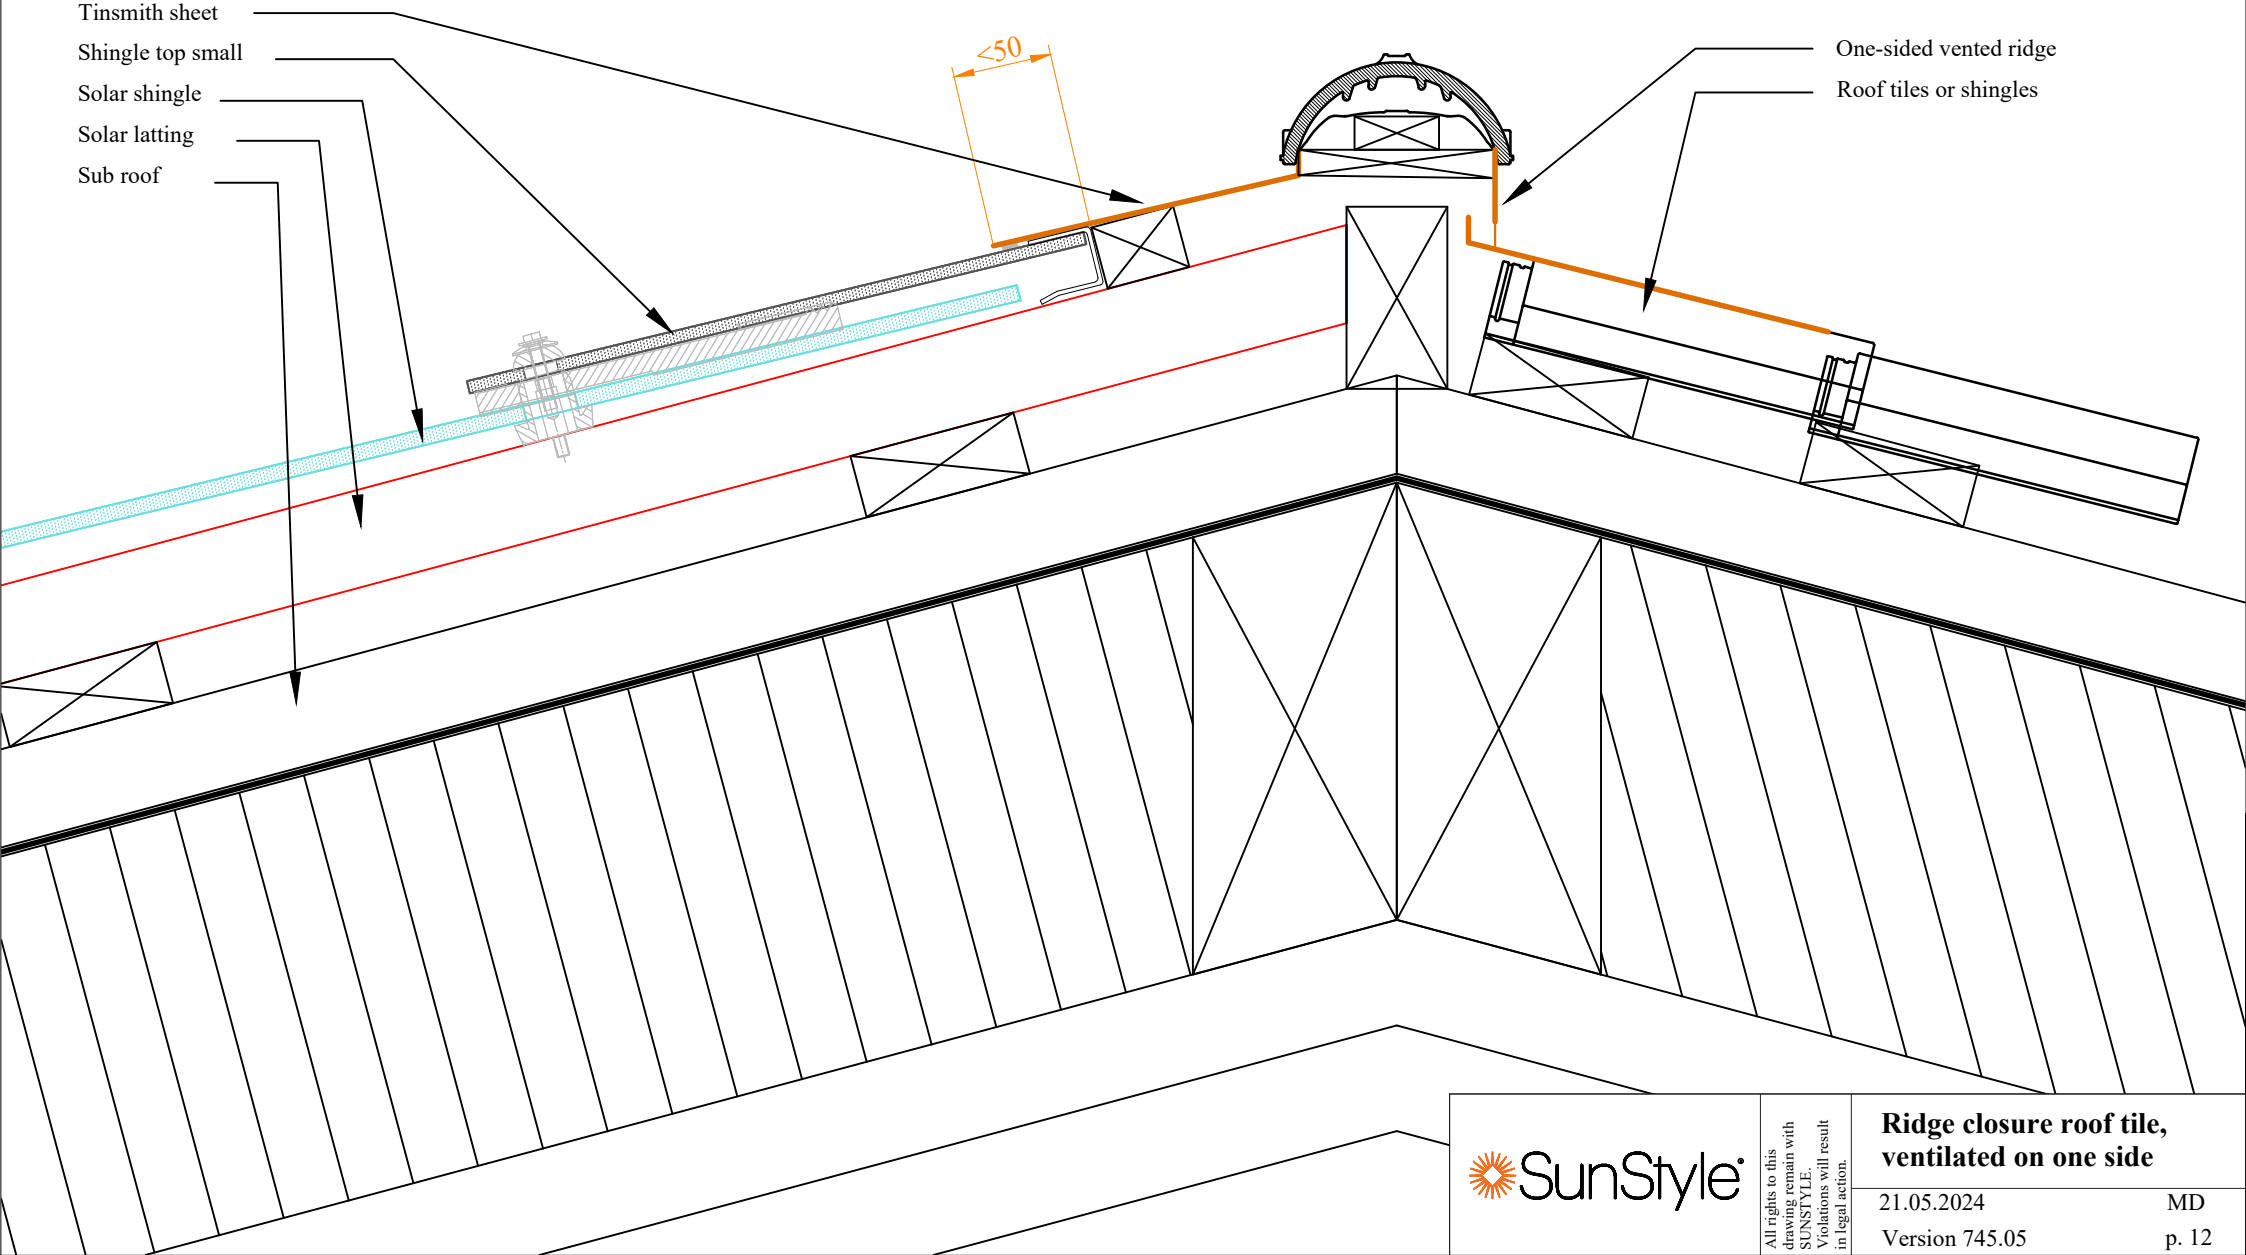 Tinsmith sheet
Shingle top small
Solar shingle
Solar latting
Sub roof
<50
One-sided vented ridge
Roof tiles or shingles
SunStyle
All rights to this
drawing remain with
SUNSTYLE.
Violations will result
in legal action.
Ridge closure roof tile,
ventilated on one side
21.05.2024 MD
Version 745.05 p. 12